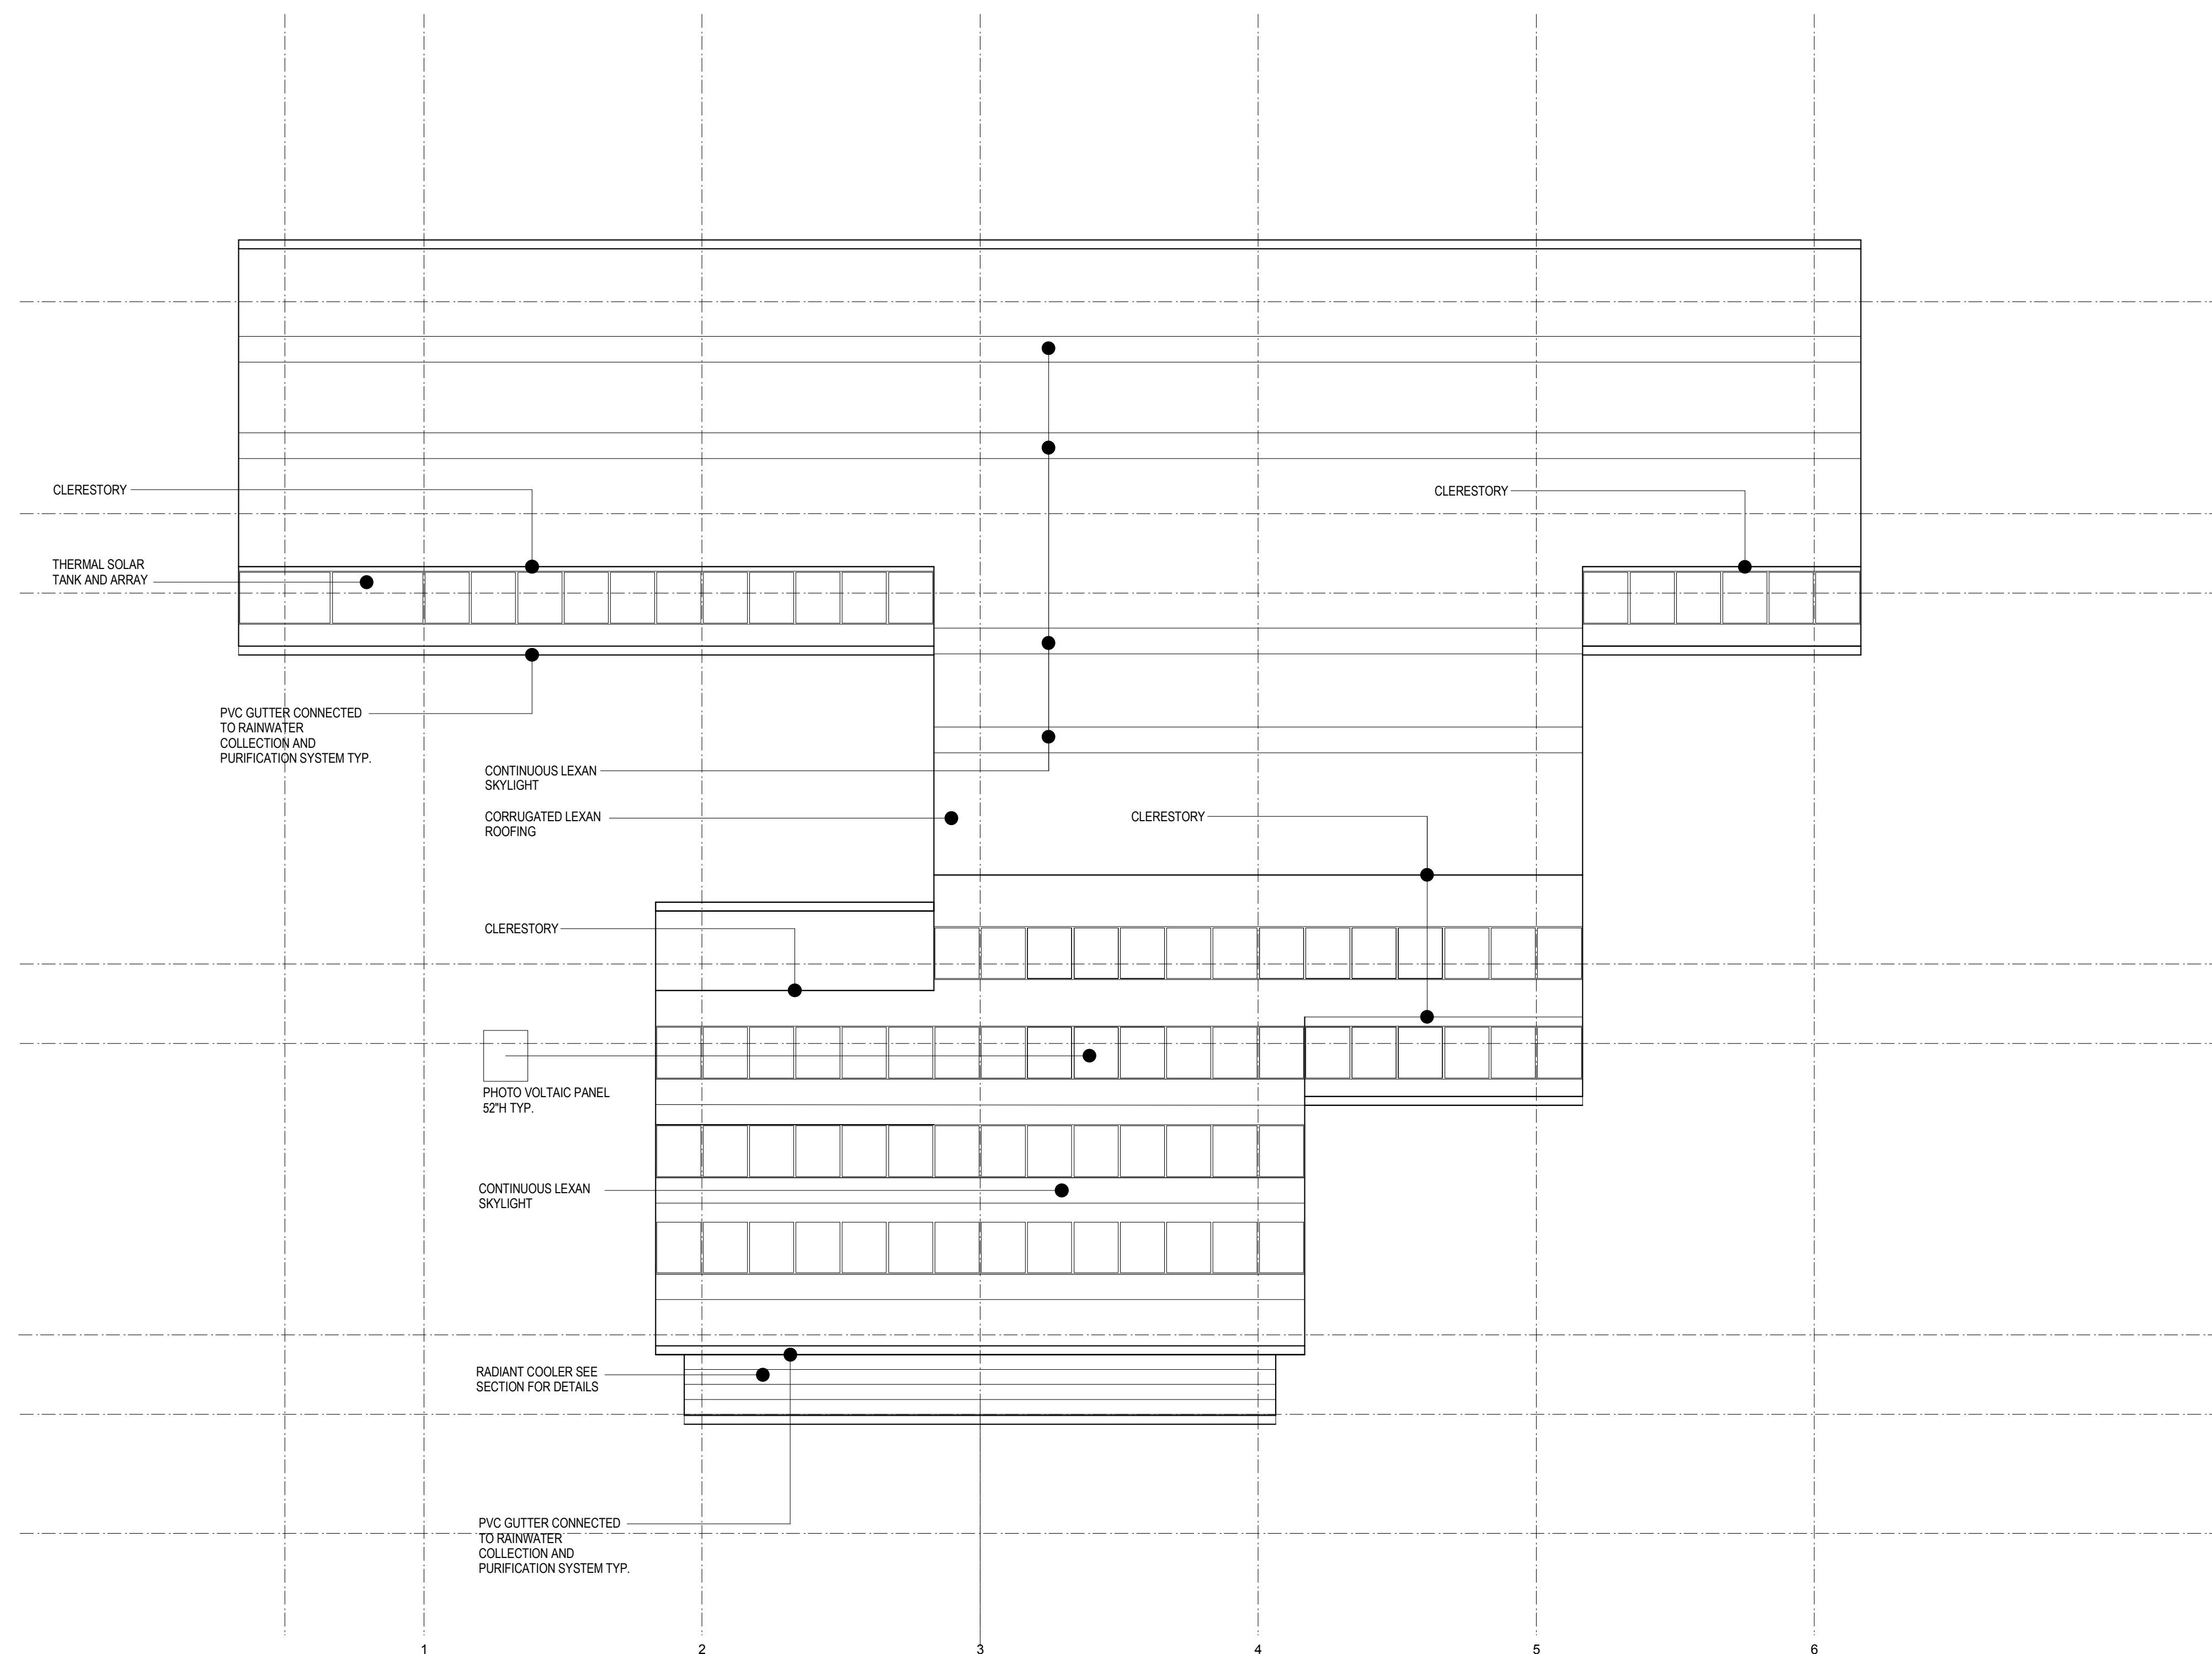 CLERESTORY
CLERESTORY
THERMAL SOLAR
TANK AND ARRAY
PVC GUTTER CONNECTED
TO RAINWATER
COLLECTION AND
PURIFICATION SYSTEM TYP.
CONTINUOUS LEXAN
SKYLIGHT
CORRUGATED LEXAN
ROOFING
CLERESTORY
CLERESTORY
PHOTO VOLTAIC PANEL
52"H TYP.
CONTINUOUS LEXAN
SKYLIGHT
RADIANT COOLER SEE
SECTION FOR DETAILS
PVC GUTTER CONNECTED
TO RAINWATER
COLLECTION AND
PURIFICATION SYSTEM TYP.
1 2 3 4 5 6